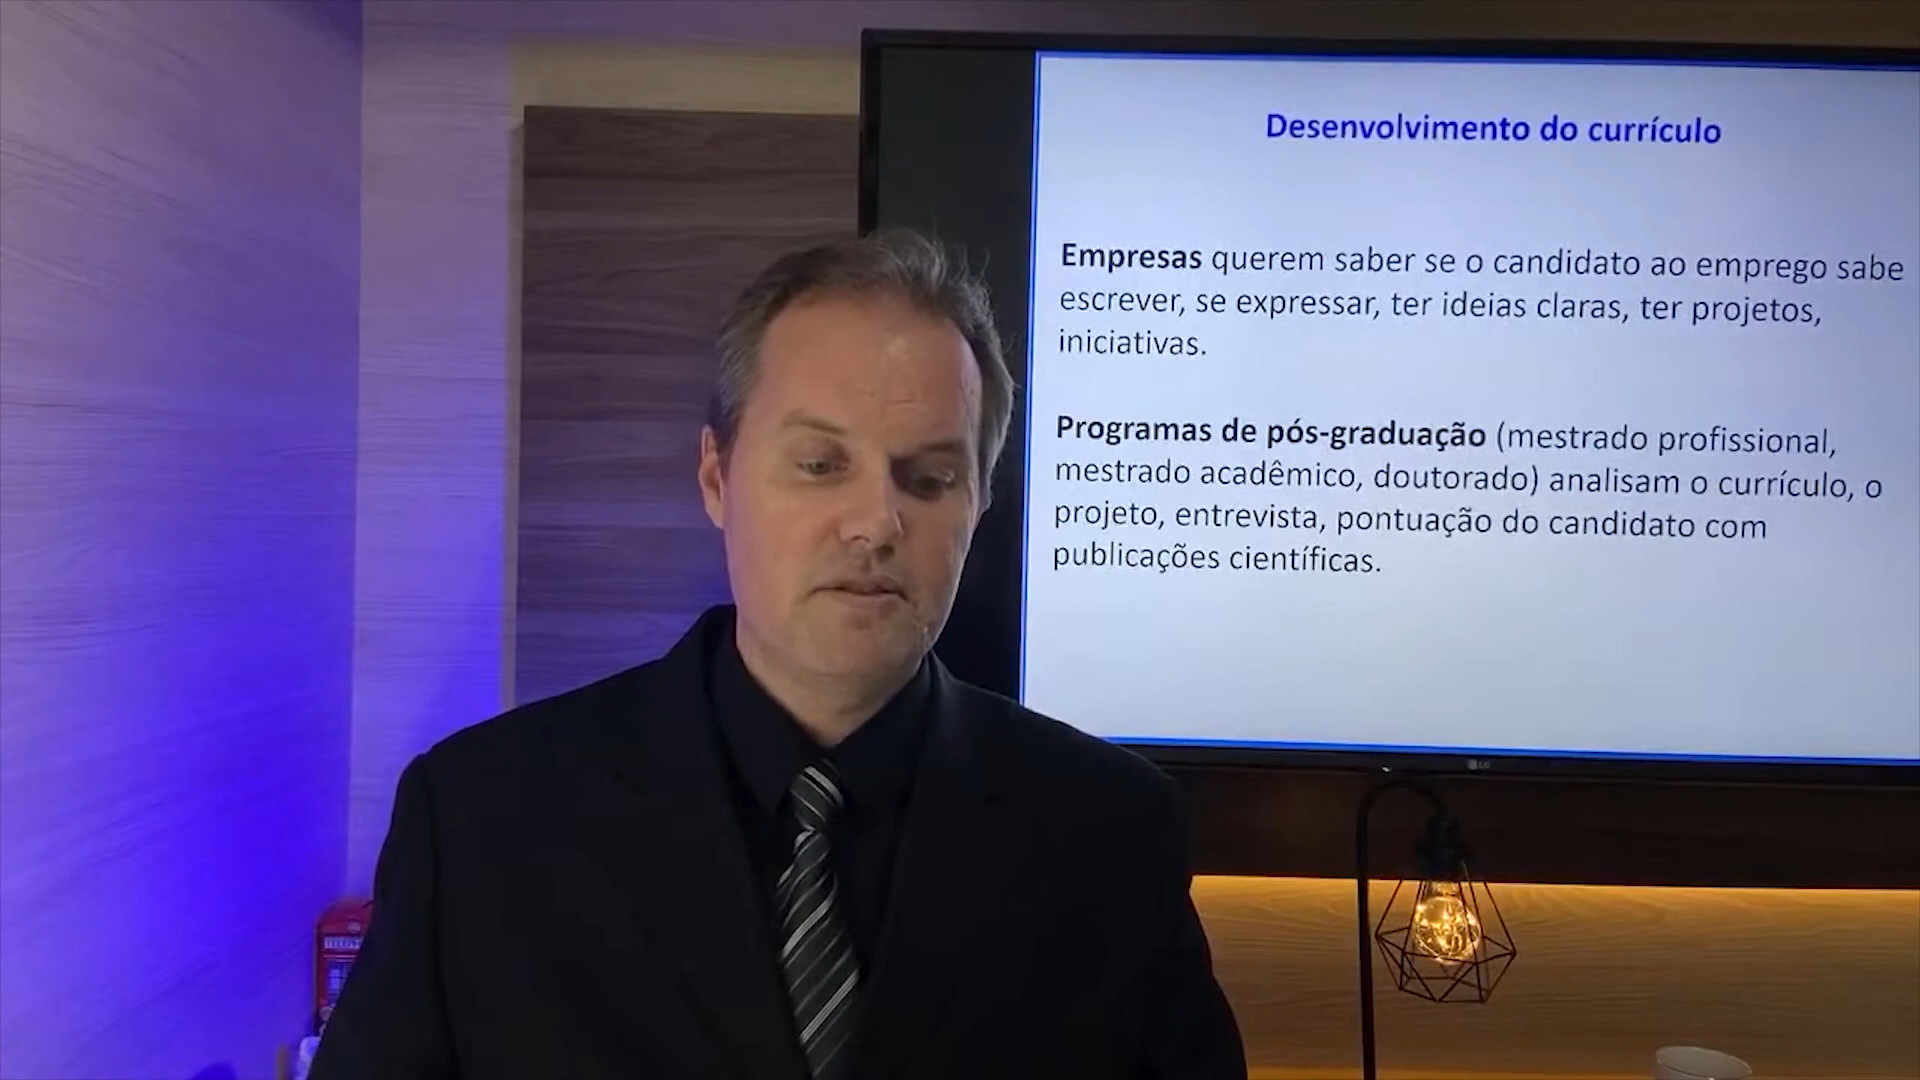 Desenvolvimento do currículo
Empresas querem saber se o candidato ao emprego sabe
escrever, se expressar, ter ideias claras, ter projetos,
iniciativas.
Programas de pós-graduação (mestrado profissional,
mestrado acadêmico, doutorado) analisam o currículo, o
projeto, entrevista, pontuação do candidato com
publicações científicas.
LG